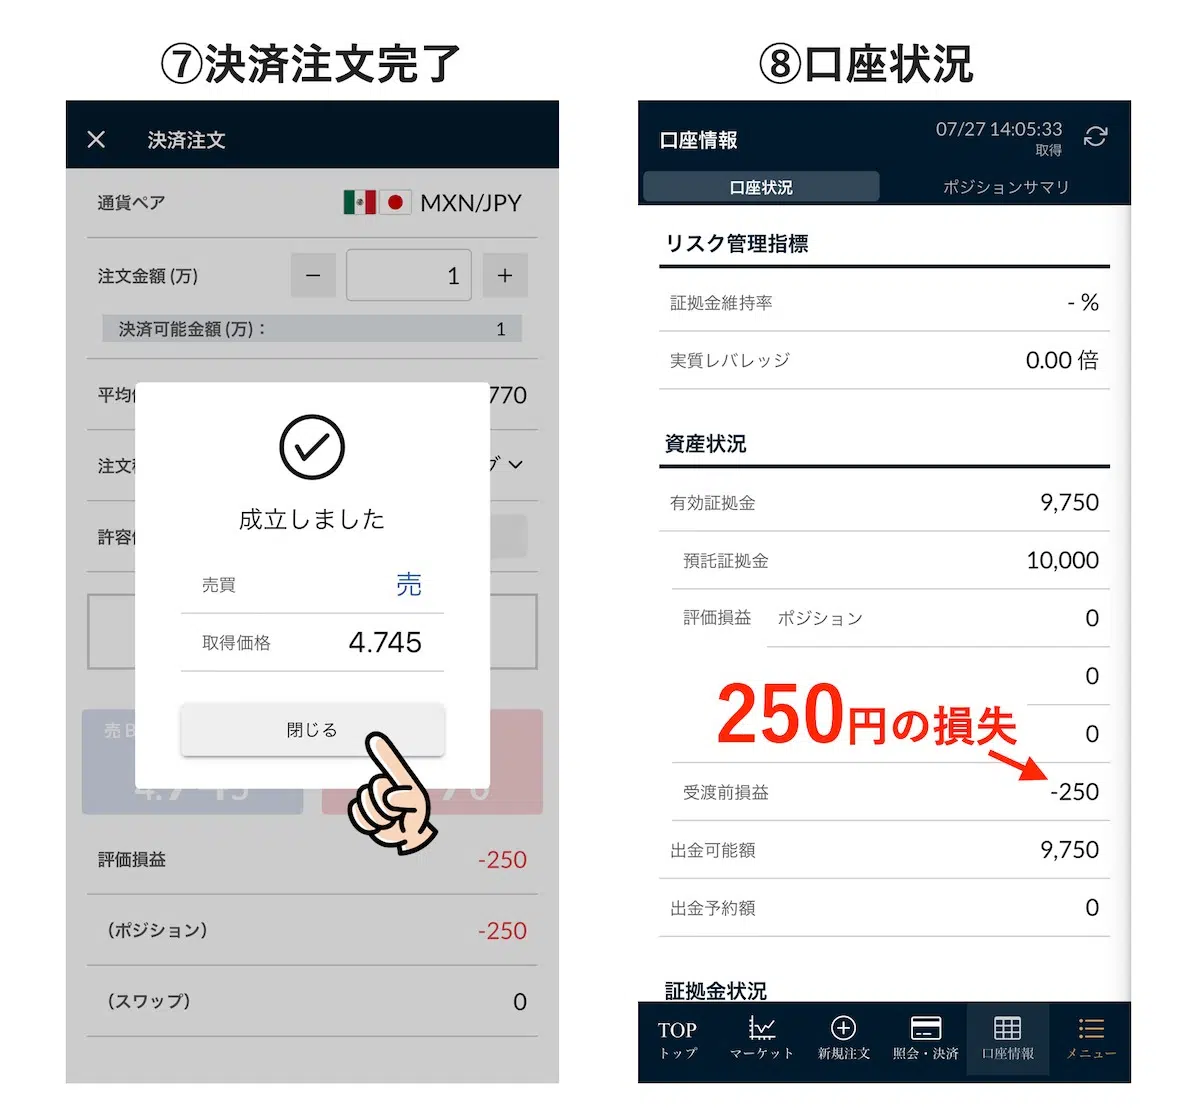 ⑦決済注文完了
決済注文
通貨ペア MXN/JPY
注文金額 (万) − 1 +
決済可能金額 (万)： 1
平均 770
注文
許容
成立しました
売買 売
取得価格 4.745
閉じる
売
評価損益 -250
（ポジション） -250
（スワップ） 0
⑧口座状況
口座情報 07/27 14:05:33
取得
口座状況 ポジションサマリ
リスク管理指標
証拠金維持率 - %
実質レバレッジ 0.00 倍
資産状況
有効証拠金 9,750
預託証拠金 10,000
評価損益 ポジション 0
0
250円の損失 0
受渡前損益 -250
出金可能額 9,750
出金予約額 0
証拠金状況
TOP
トップ マーケット 新規注文 照会・決済 口座情報 メニュー